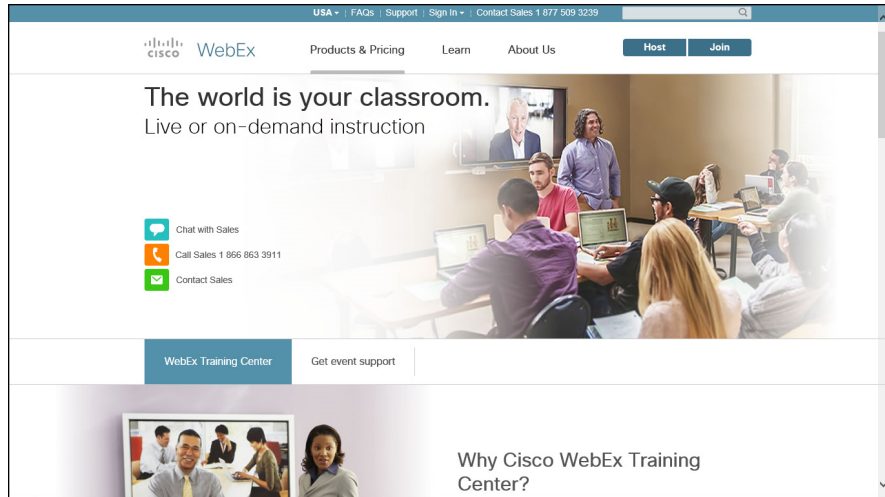 USA | FAQs | Support | Sign In | Contact Sales 1 877 509 3239
CISCO WebEx
Products & Pricing
Learn
About Us
Host
Join
The world is your classroom.
Live or on-demand instruction
Chat with Sales
Call Sales 1 866 863 3911
Contact Sales
WebEx Training Center
Get event support
Why Cisco WebEx Training
Center?